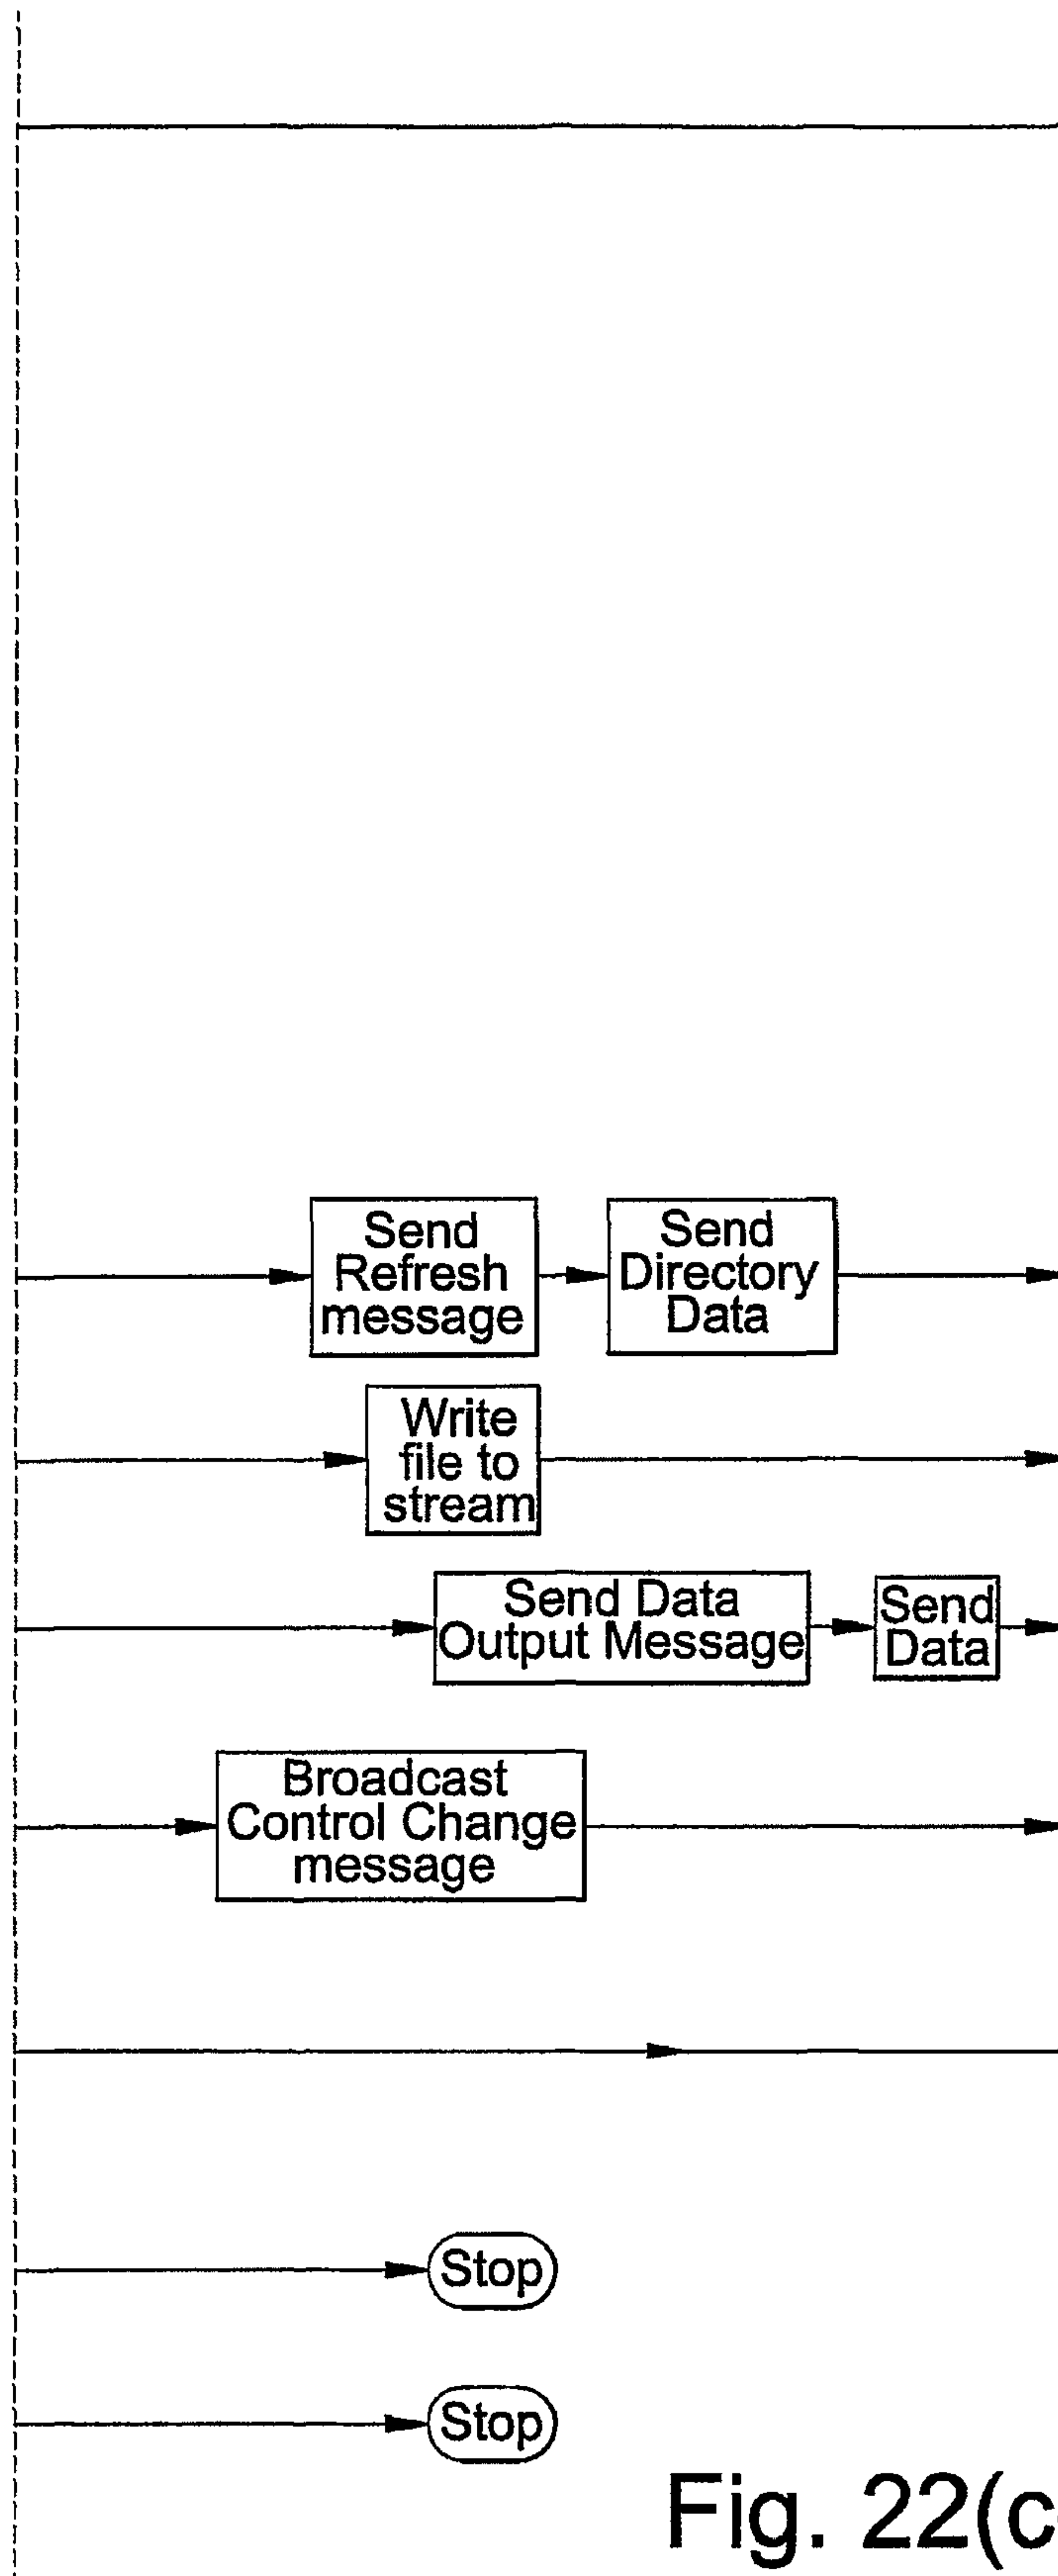 Send
Refresh
message
Send
Directory
Data
Write
file to
stream
Send Data
Output Message
Send
Data
Broadcast
Control Change
message
Stop
Stop
Fig. 22(c